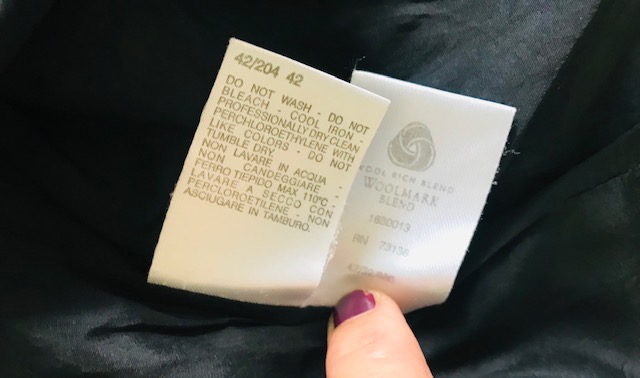 42/204 42
DO NOT WASH - DO NOT
BLEACH - COOL IRON -
PROFESSIONALLY DRY CLEAN
PERCHLOROETHYLENE WITH
LIKE COLORS - DO NOT
TUMBLE DRY -
NON LAVARE IN ACQUA -
NON CANDEGGIARE -
FERRO TIEPIDO MAX 110°C -
LAVARE A SECCO CON
PERCLOROETILENE - NON
ASCIUGARE IN TAMBURO.
WOOL RICH BLEND
WOOLMARK
BLEND
1630013
RN 73136